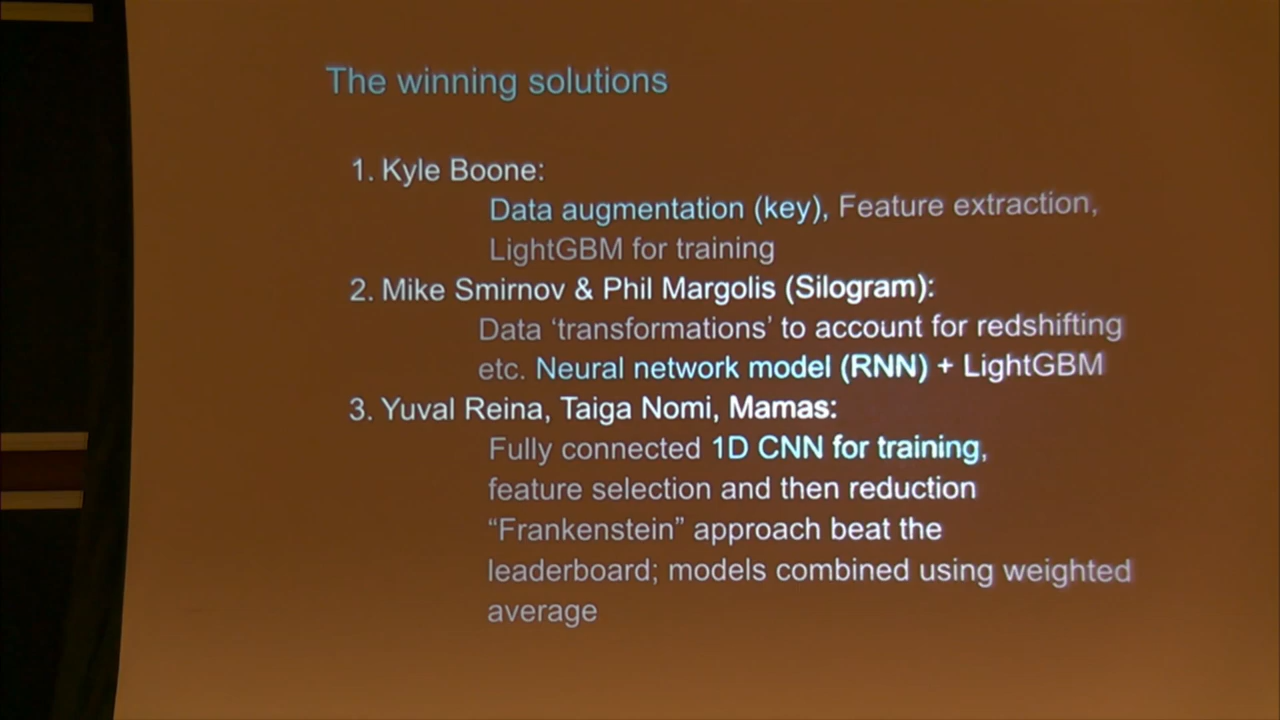 The winning solutions
1. Kyle Boone:
Data augmentation (key), Feature extraction,
LightGBM for training
2. Mike Smirnov & Phil Margolis (Silogram):
Data ‘transformations’ to account for redshifting
etc. Neural network model (RNN) + LightGBM
3. Yuval Reina, Taiga Nomi, Mamas:
Fully connected 1D CNN for training,
feature selection and then reduction
“Frankenstein” approach beat the
leaderboard; models combined using weighted
average